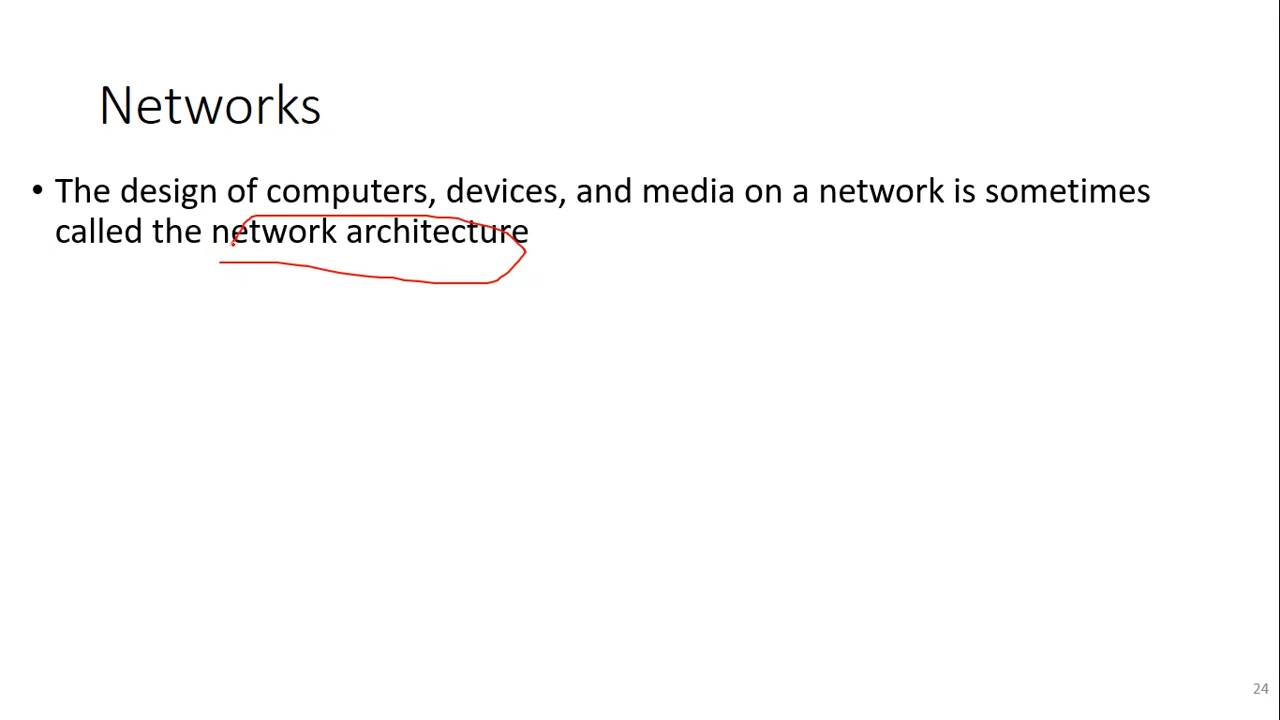 Networks
• The design of computers, devices, and media on a network is sometimes
called the network architecture
24